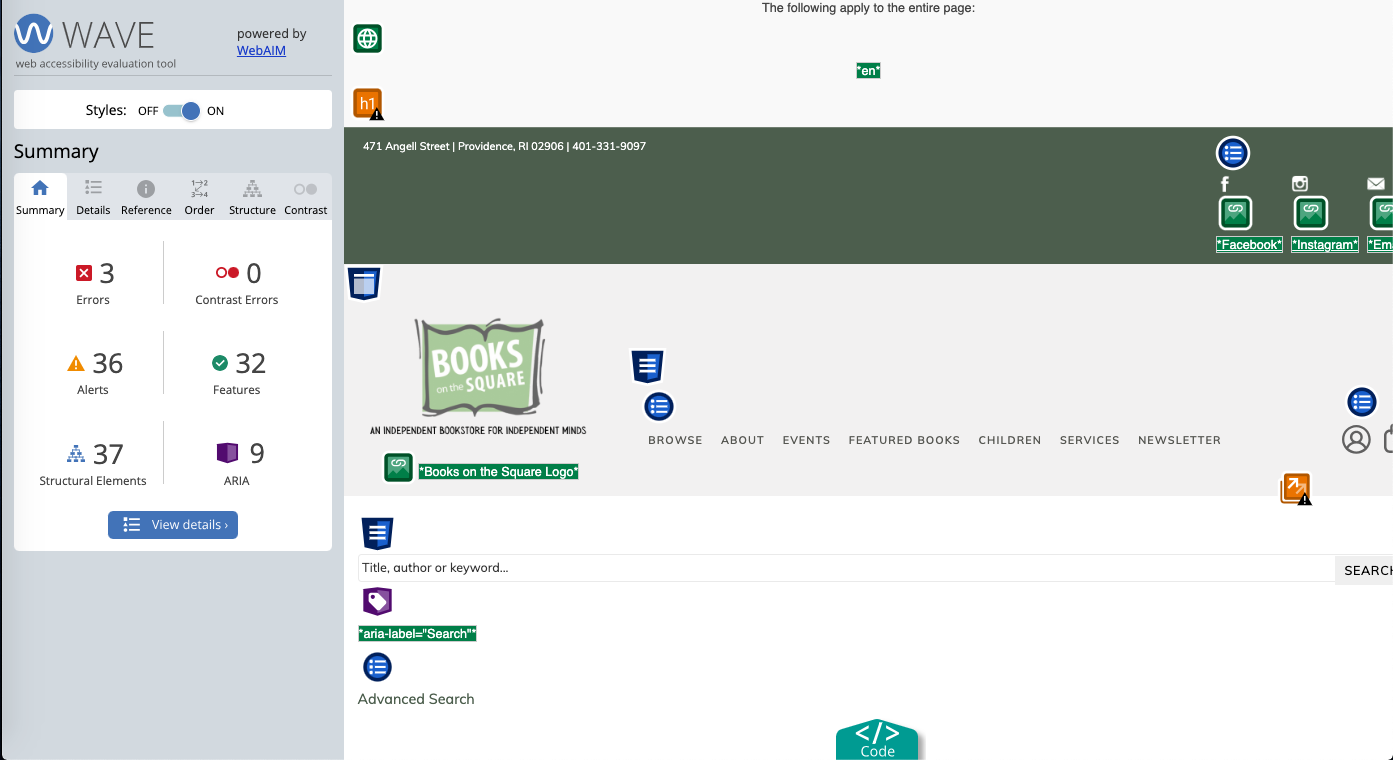 WAVE
web accessibility evaluation tool
powered by
WebAIM
Styles: OFF ON
Summary
Summary Details Reference Order Structure Contrast
3
Errors
0
Contrast Errors
36
Alerts
32
Features
37
Structural Elements
9
ARIA
View details ›
The following apply to the entire page:
*en*
h1
471 Angell Street | Providence, RI 02906 | 401-331-9097
*Facebook* *Instagram* *Em
BOOKS
on the SQUARE
AN INDEPENDENT BOOKSTORE FOR INDEPENDENT MINDS
BROWSE ABOUT EVENTS FEATURED BOOKS CHILDREN SERVICES NEWSLETTER
*Books on the Square Logo*
Title, author or keyword...
SEARCH
*aria-label="Search"*
Advanced Search
</>
Code